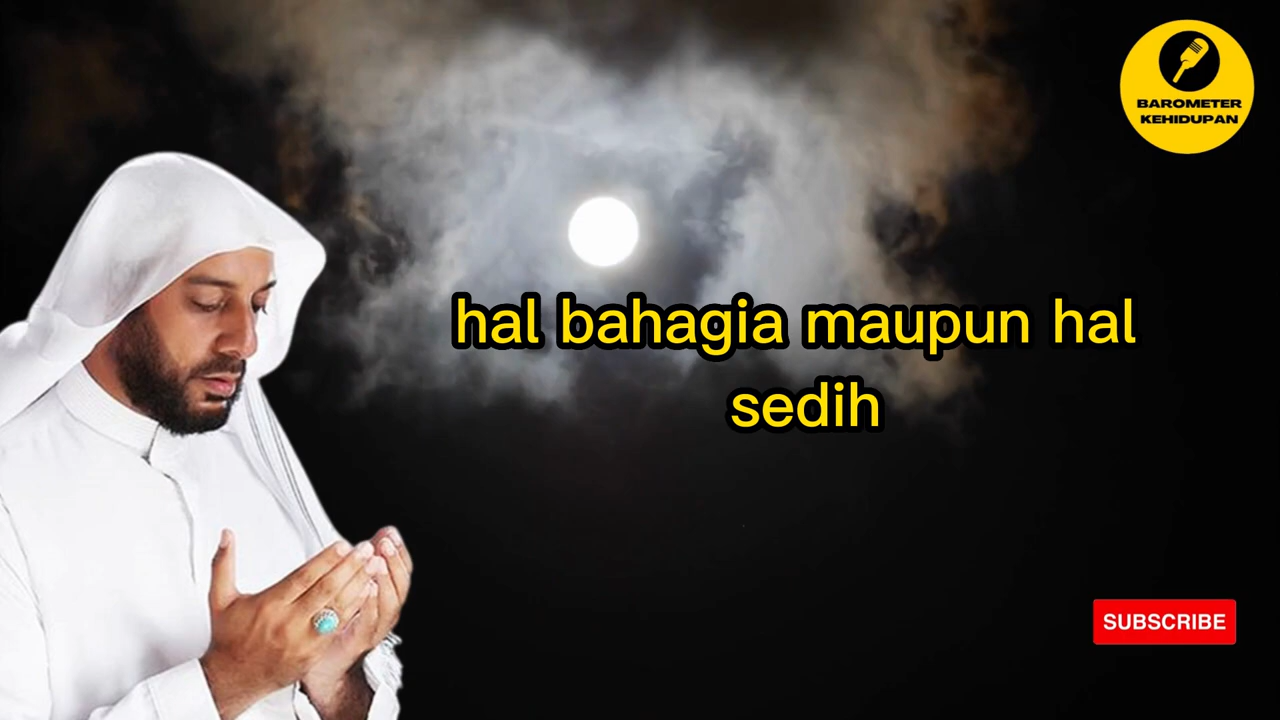 BAROMETER
KEHIDUPAN
hal bahagia maupun hal
sedih
SUBSCRIBE